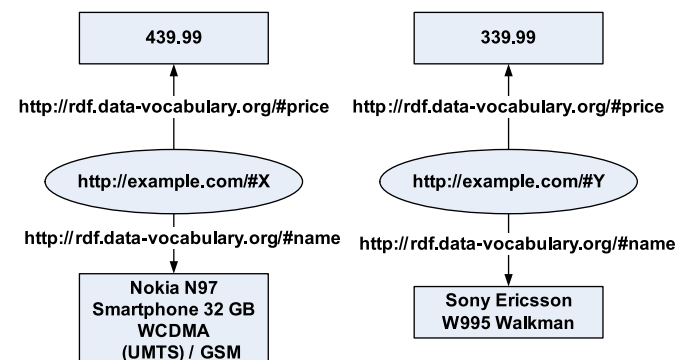 439.99
http://rdf.data-vocabulary.org/#price
http://example.com/#X
http://rdf.data-vocabulary.org/#name
Nokia N97
Smartphone 32 GB
WCDMA
(UMTS) / GSM
339.99
http://rdf.data-vocabulary.org/#price
http://example.com/#Y
http://rdf.data-vocabulary.org/#name
Sony Ericsson
W995 Walkman